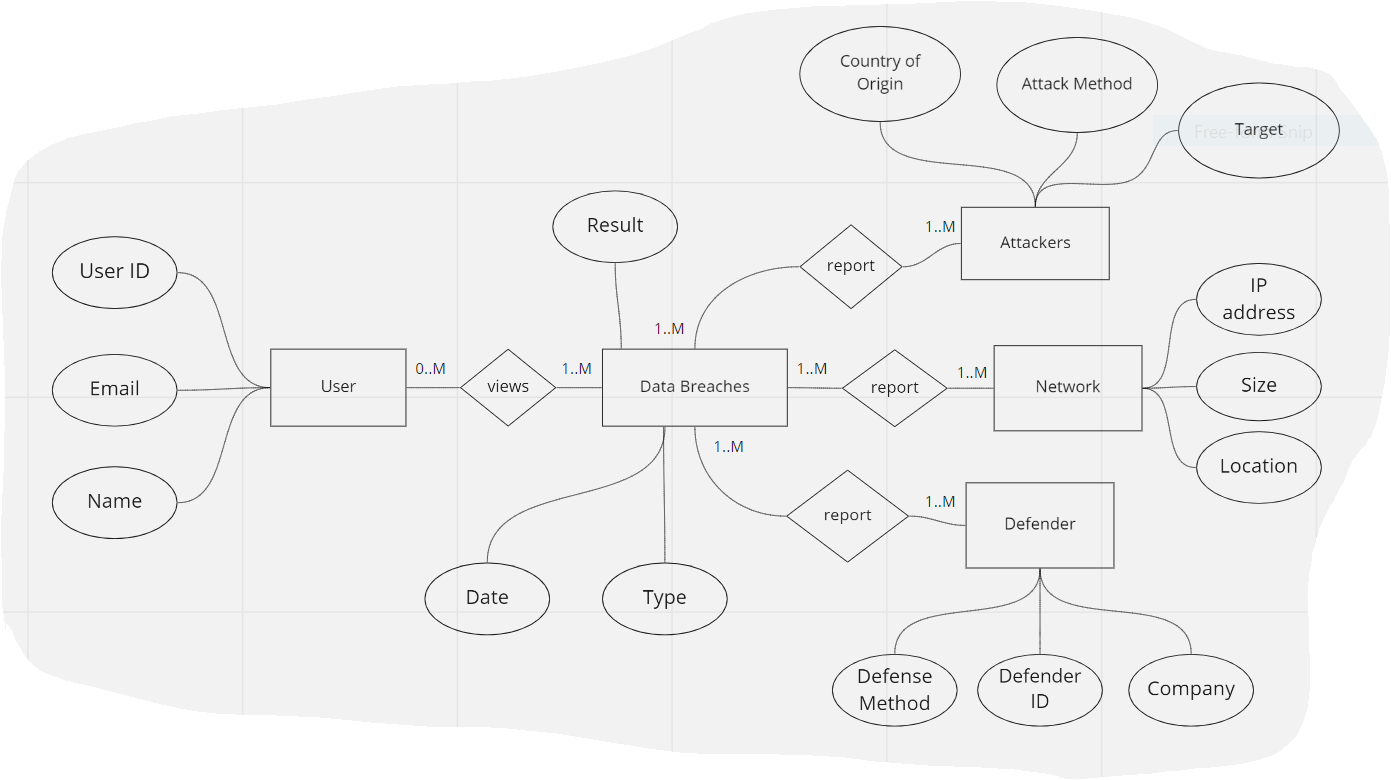 Country of
Origin
Attack Method
Target
Free-form Snip
Result
1..M
report
Attackers
User ID
IP
address
1..M
Email
User
0..M
views
1..M
Data Breaches
1..M
report
1..M
Network
Size
1..M
Location
Name
report
1..M
Defender
Date
Type
Defense
Method
Defender
ID
Company